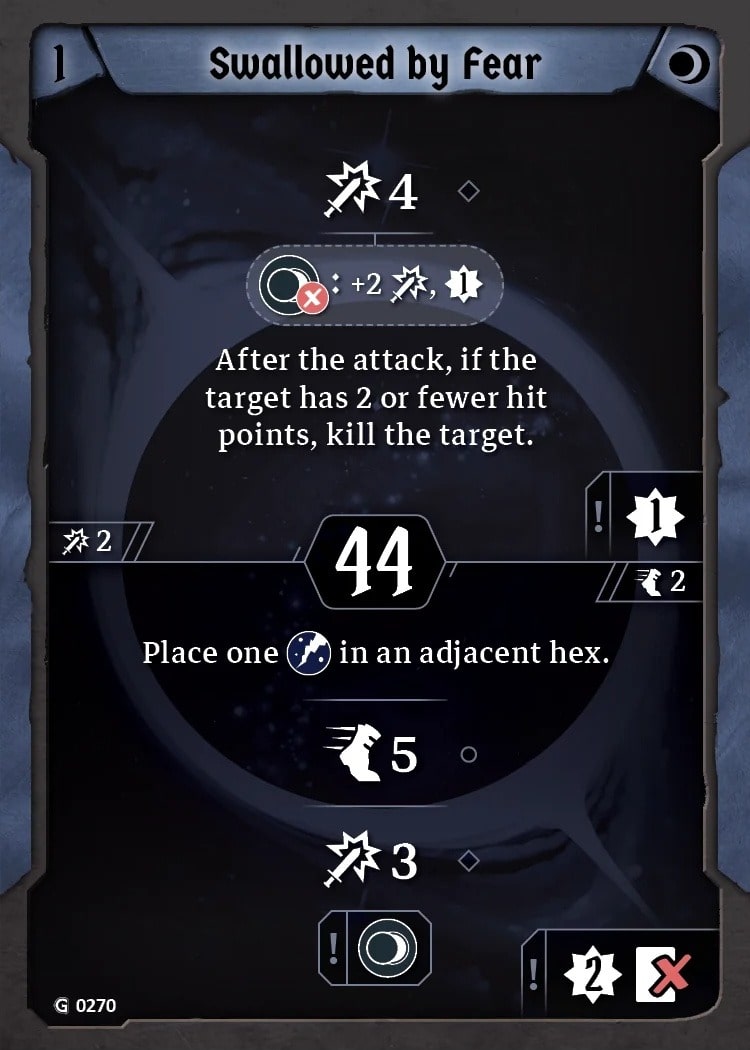 1 Swallowed by Fear
4
: +2 , 1
After the attack, if the
target has 2 or fewer hit
points, kill the target.
! 1
2
44
2
Place one in an adjacent hex.
5
3
!
! 2
G 0270